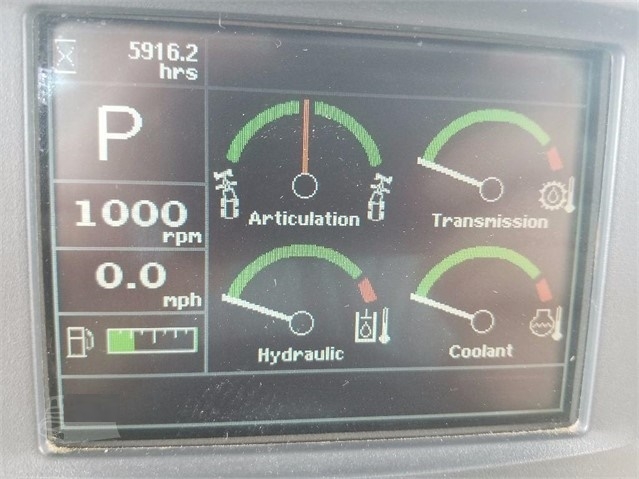 5916.2
hrs
P
1000
rpm
0.0
mph
Articulation
Transmission
Hydraulic
Coolant